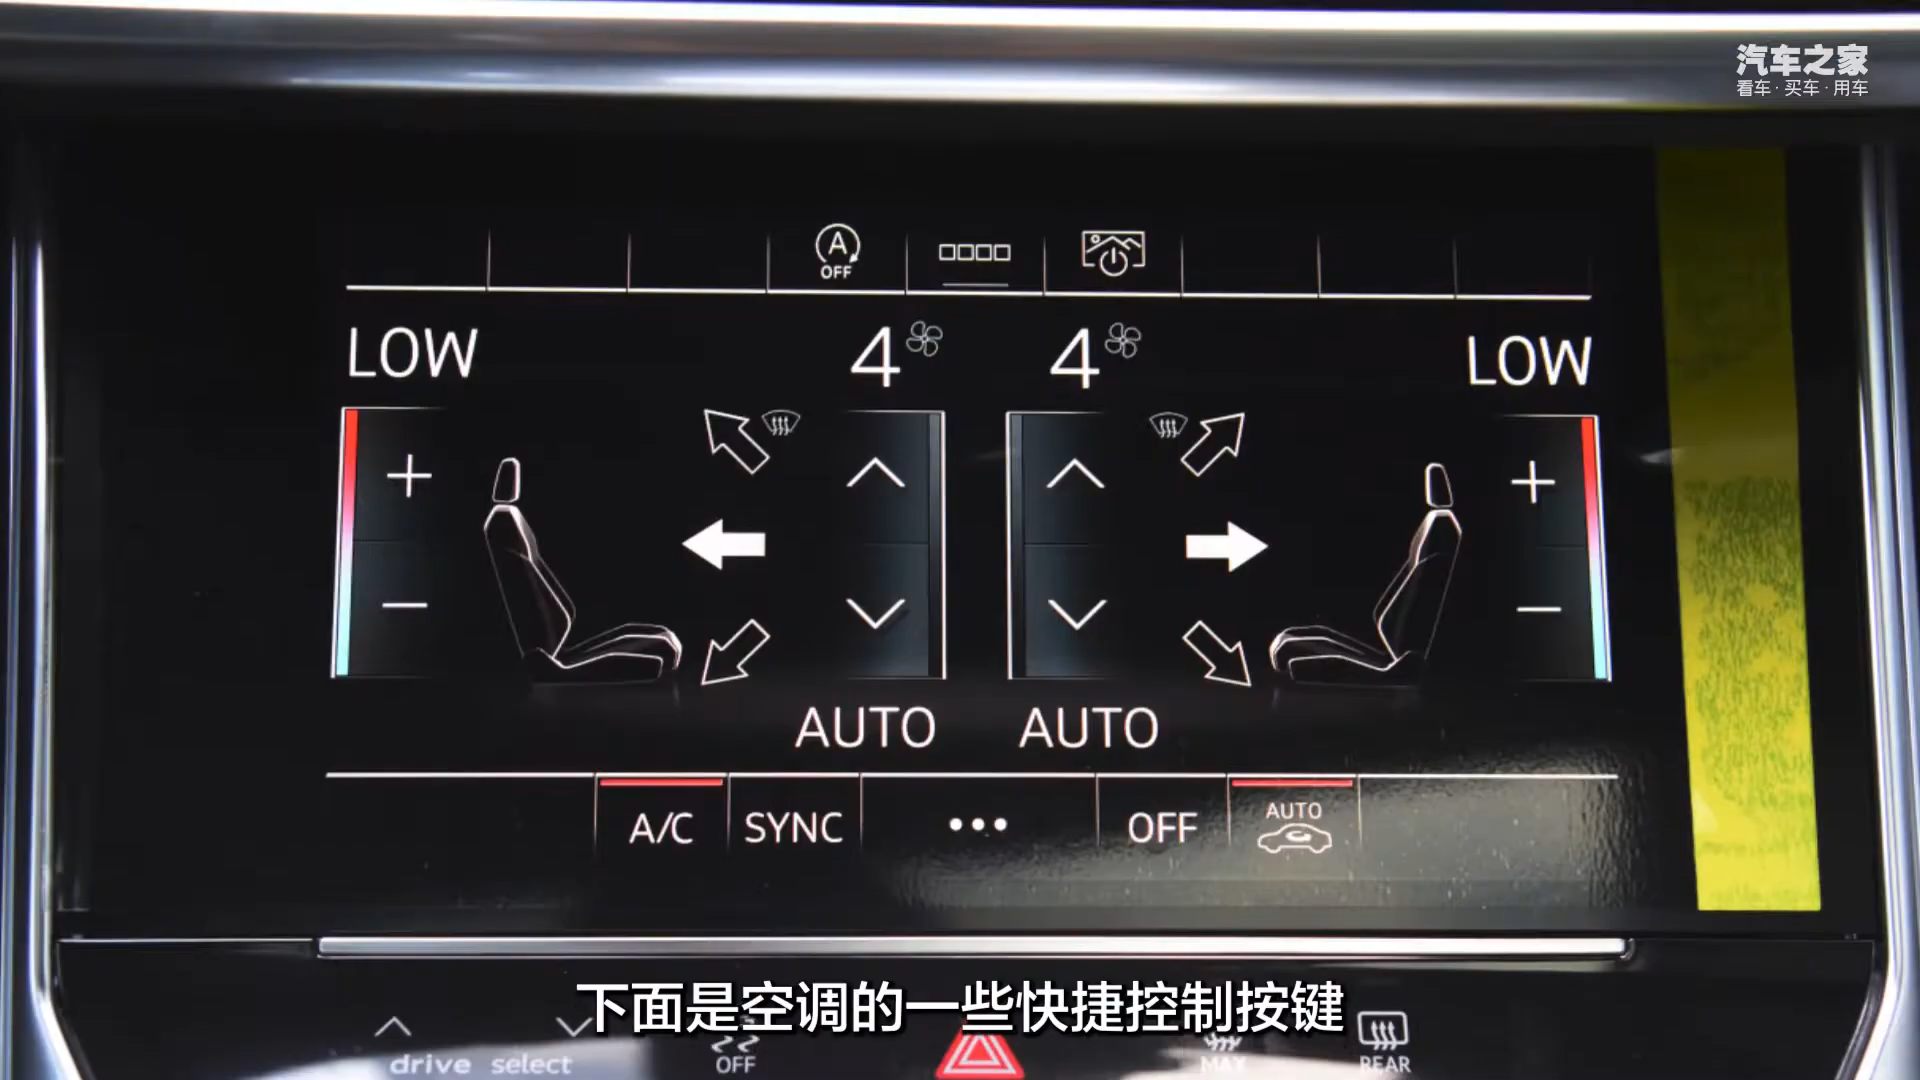 汽车之家
看车·买车·用车
A
OFF
LOW
4
4
LOW
AUTO
AUTO
A/C
SYNC
•••
OFF
AUTO
下面是空调的一些快捷控制按键
drive select
OFF
MAX
REAR